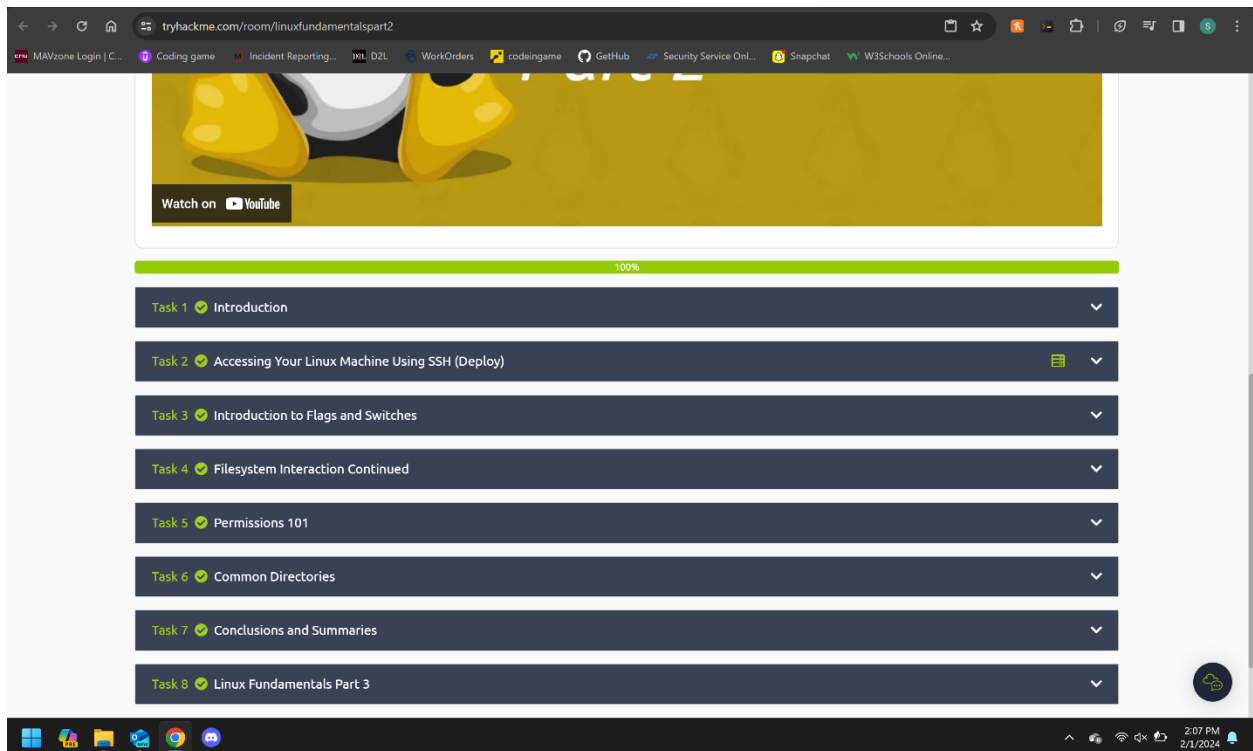 tryhackme.com/room/linuxfundamentalspart2
MAVzone Login | C... Coding game Incident Reporting... D2L WorkOrders codeingame GetHub Security Service Onl... Snapchat W3Schools Online...
Part 2
Watch on YouTube
100%
Task 1 Introduction
Task 2 Accessing Your Linux Machine Using SSH (Deploy)
Task 3 Introduction to Flags and Switches
Task 4 Filesystem Interaction Continued
Task 5 Permissions 101
Task 6 Common Directories
Task 7 Conclusions and Summaries
Task 8 Linux Fundamentals Part 3
2:07 PM
2/1/2024